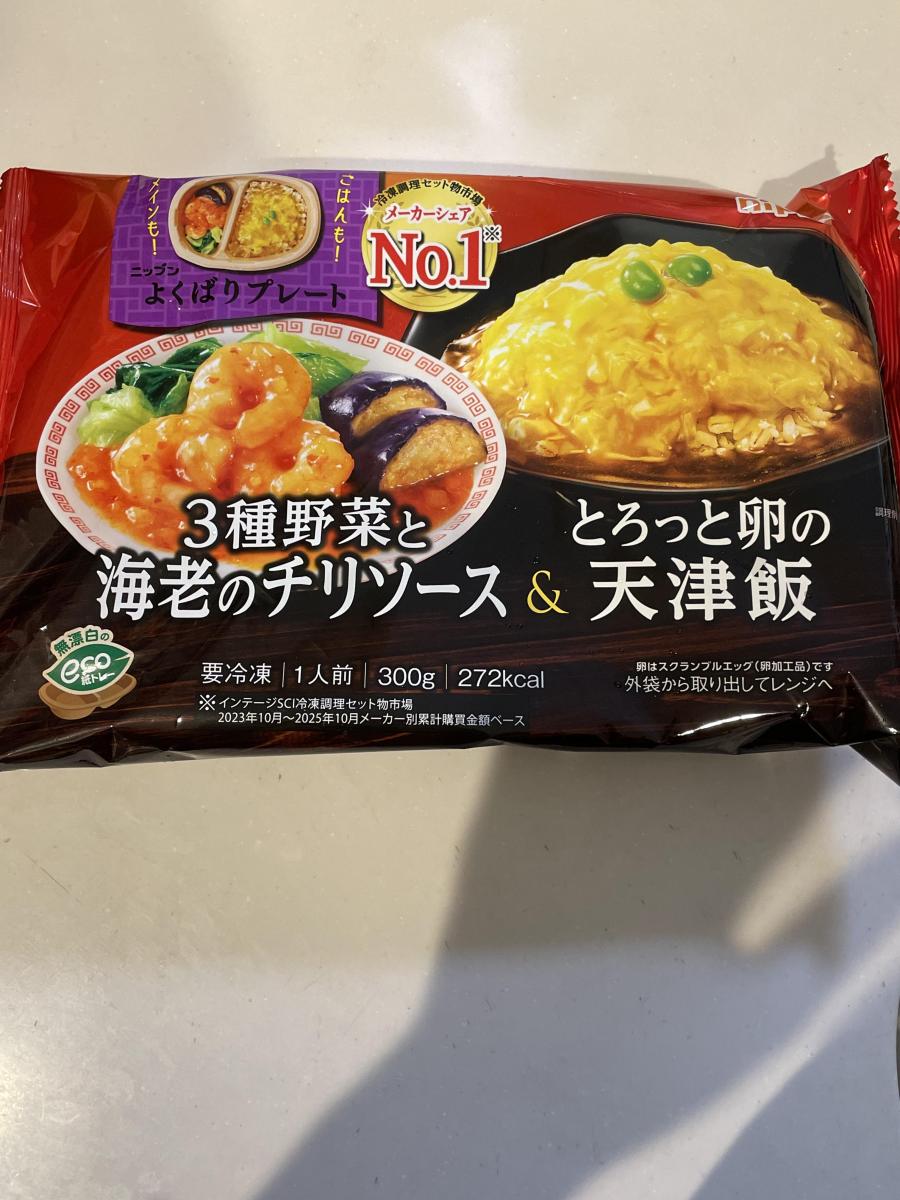 ごはんも!
メインも!
ニップン
よくばりプレート
冷凍調理セット物市場
メーカーシェア
No.1※
3種野菜と
海老のチリソース
&
とろっと卵の
天津飯
無漂白の
eco
紙トレー
要冷凍|1人前|300g|272kcal
※インテージSCI冷凍調理セット物市場
2023年10月~2025年10月メーカー別累計購買金額ベース
卵はスクランブルエッグ(卵加工品)です
外袋から取り出してレンジへ